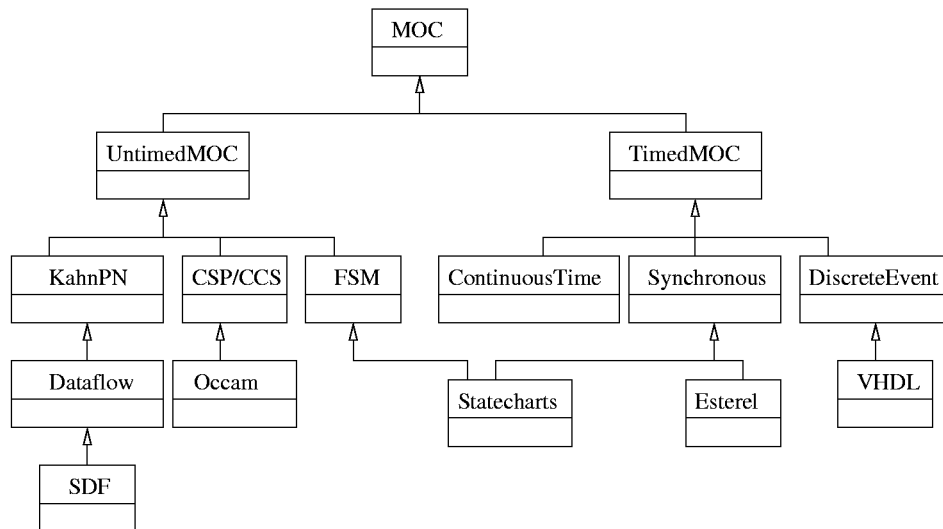 MOC
UntimedMOC
TimedMOC
KahnPN
CSP/CCS
FSM
ContinuousTime
Synchronous
DiscreteEvent
Dataflow
Occam
Statecharts
Esterel
VHDL
SDF